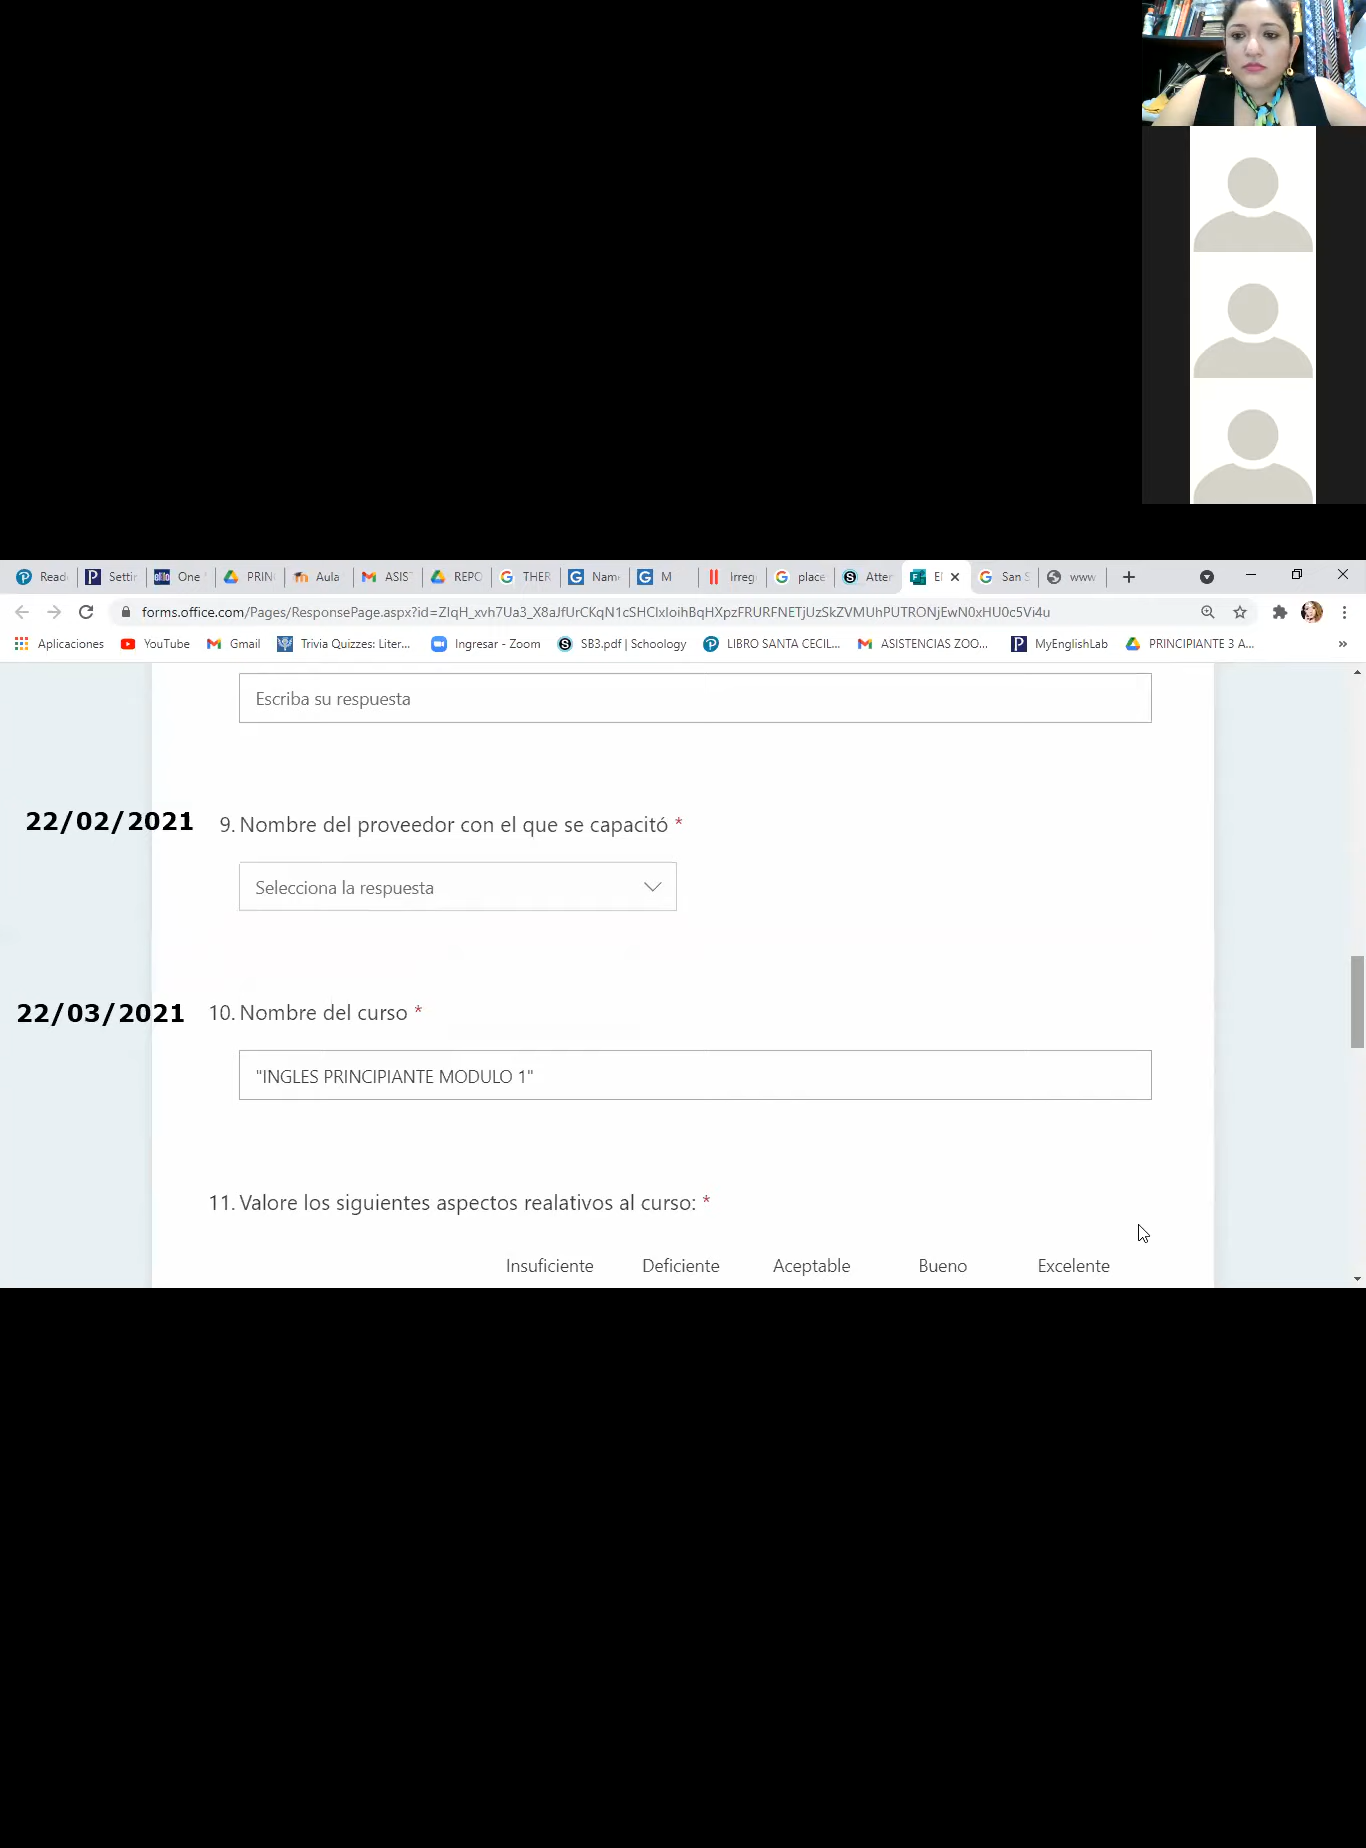 Read
Settir
One
PRIN
Aula
ASIST
REPO
THER
Nam
M
Irreg
place
Atter
El
San S
www
forms.office.com/Pages/ResponsePage.aspx?id=ZIqH_xvh7Ua3_X8aJfUrCKqN1cSHClxIoihBqHXpzFRURFNETjUzSkZVMUhPUTRONjEwN0xHU0c5Vi4u
Aplicaciones YouTube Gmail Trivia Quizzes: Liter... Ingresar - Zoom SB3.pdf | Schoology LIBRO SANTA CECIL... ASISTENCIAS ZOO... MyEnglishLab PRINCIPIANTE 3 A... »
Escriba su respuesta
22/02/2021 9. Nombre del proveedor con el que se capacitó *
Selecciona la respuesta
22/03/2021 10. Nombre del curso *
"INGLES PRINCIPIANTE MODULO 1"
11. Valore los siguientes aspectos realativos al curso: *
Insuficiente Deficiente Aceptable Bueno Excelente